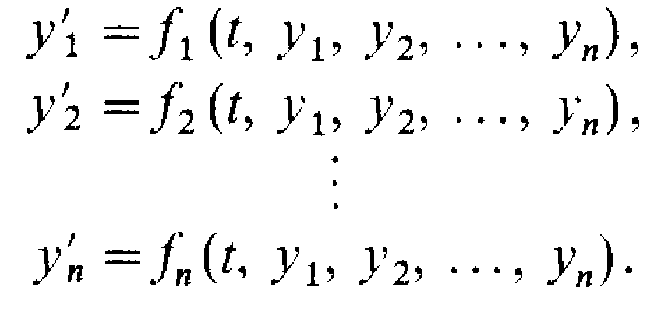 y′₁ = f₁(t, y₁, y₂, …, yₙ),
y′₂ = f₂(t, y₁, y₂, …, yₙ),
⋮
y′ₙ = fₙ(t, y₁, y₂, …, yₙ).